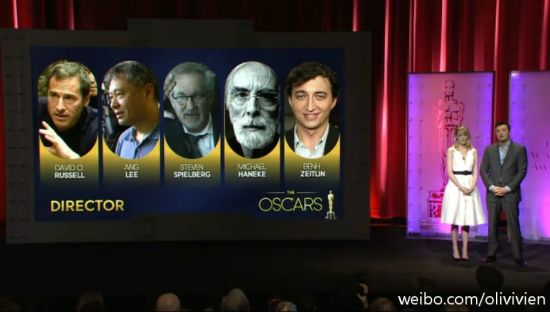 DAVID O.
RUSSELL
ANG
LEE
STEVEN
SPIELBERG
MICHAEL
HANEKE
BENH
ZEITLIN
DIRECTOR
THE
OSCARS
weibo.com/olivivien